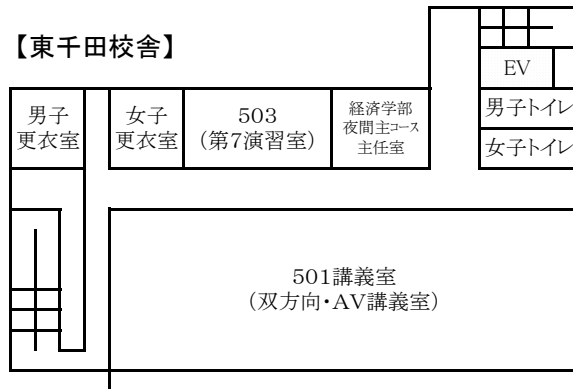 【東千田校舎】
EV
男子
更衣室
女子
更衣室
503
(第7演習室)
経済学部
夜間主コース
主任室
男子トイレ
女子トイレ
501講義室
(双方向・AV講義室)